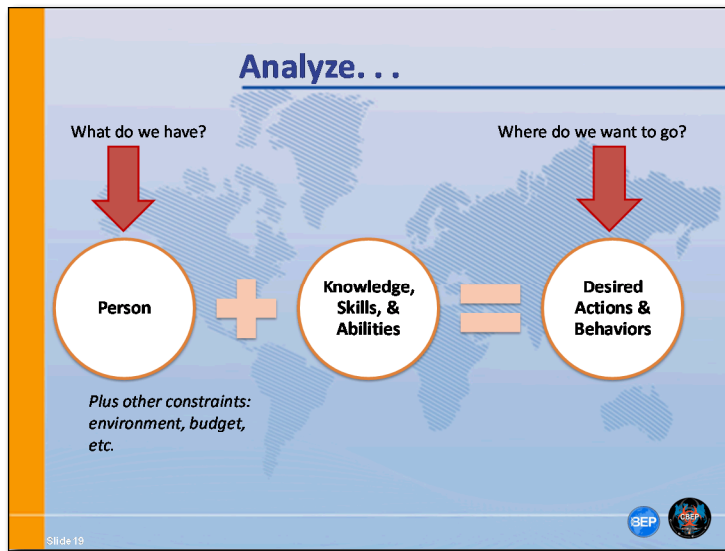 Analyze. . .
What do we have?
Where do we want to go?
Person
Knowledge,
Skills, &
Abilities
Desired
Actions &
Behaviors
Plus other constraints:
environment, budget,
etc.
BEP
CBEP
Slide 19